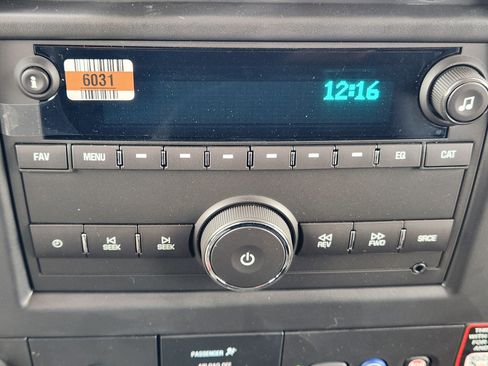 6031
12:16
FAV
MENU
EQ
CAT
SEEK
SEEK
REV
FWD
SRCE
PASSENGER